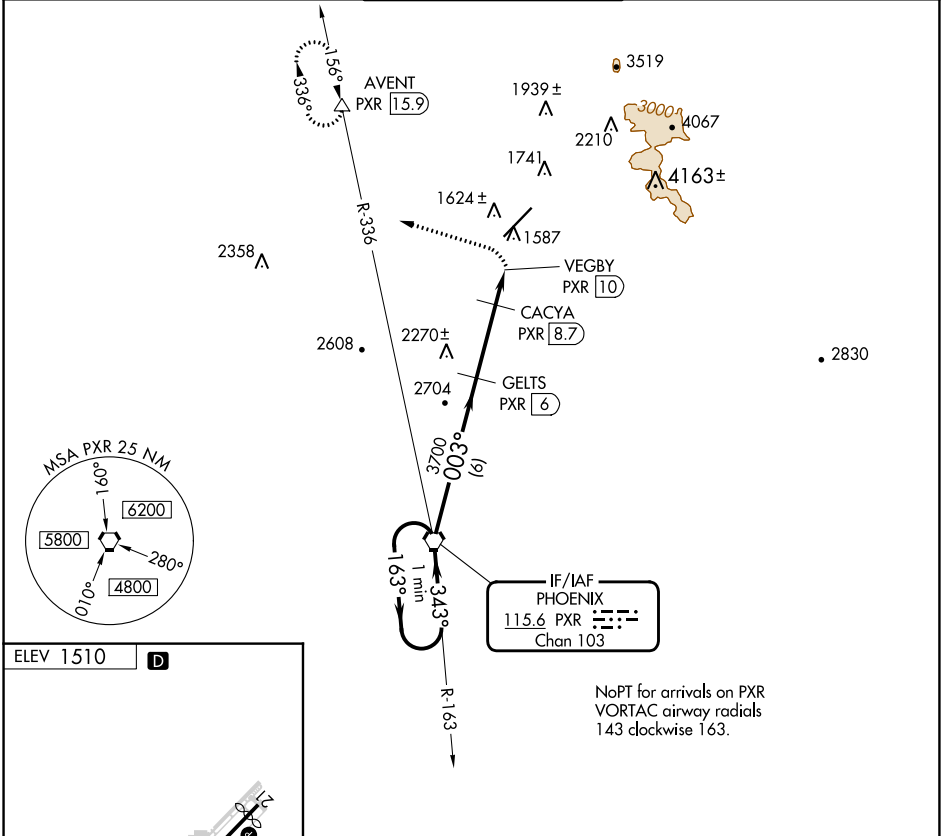 3519
156°
336°
AVENT
PXR 15.9
1939 ±
3000
4067
2210
1741
4163±
1624 ±
R-336
1587
2358
VEGBY
PXR 10
CACYA
PXR 8.7
2270±
2608
2830
GELTS
PXR 6
2704
3700
003°
(6)
MSA PXR 25 NM
160°
6200
5800
280°
4800
010°
163°
1 min
343°
IF/IAF
PHOENIX
115.6 PXR
Chan 103
ELEV 1510
D
R-163
NoPT for arrivals on PXR
VORTAC airway radials
143 clockwise 163.
21